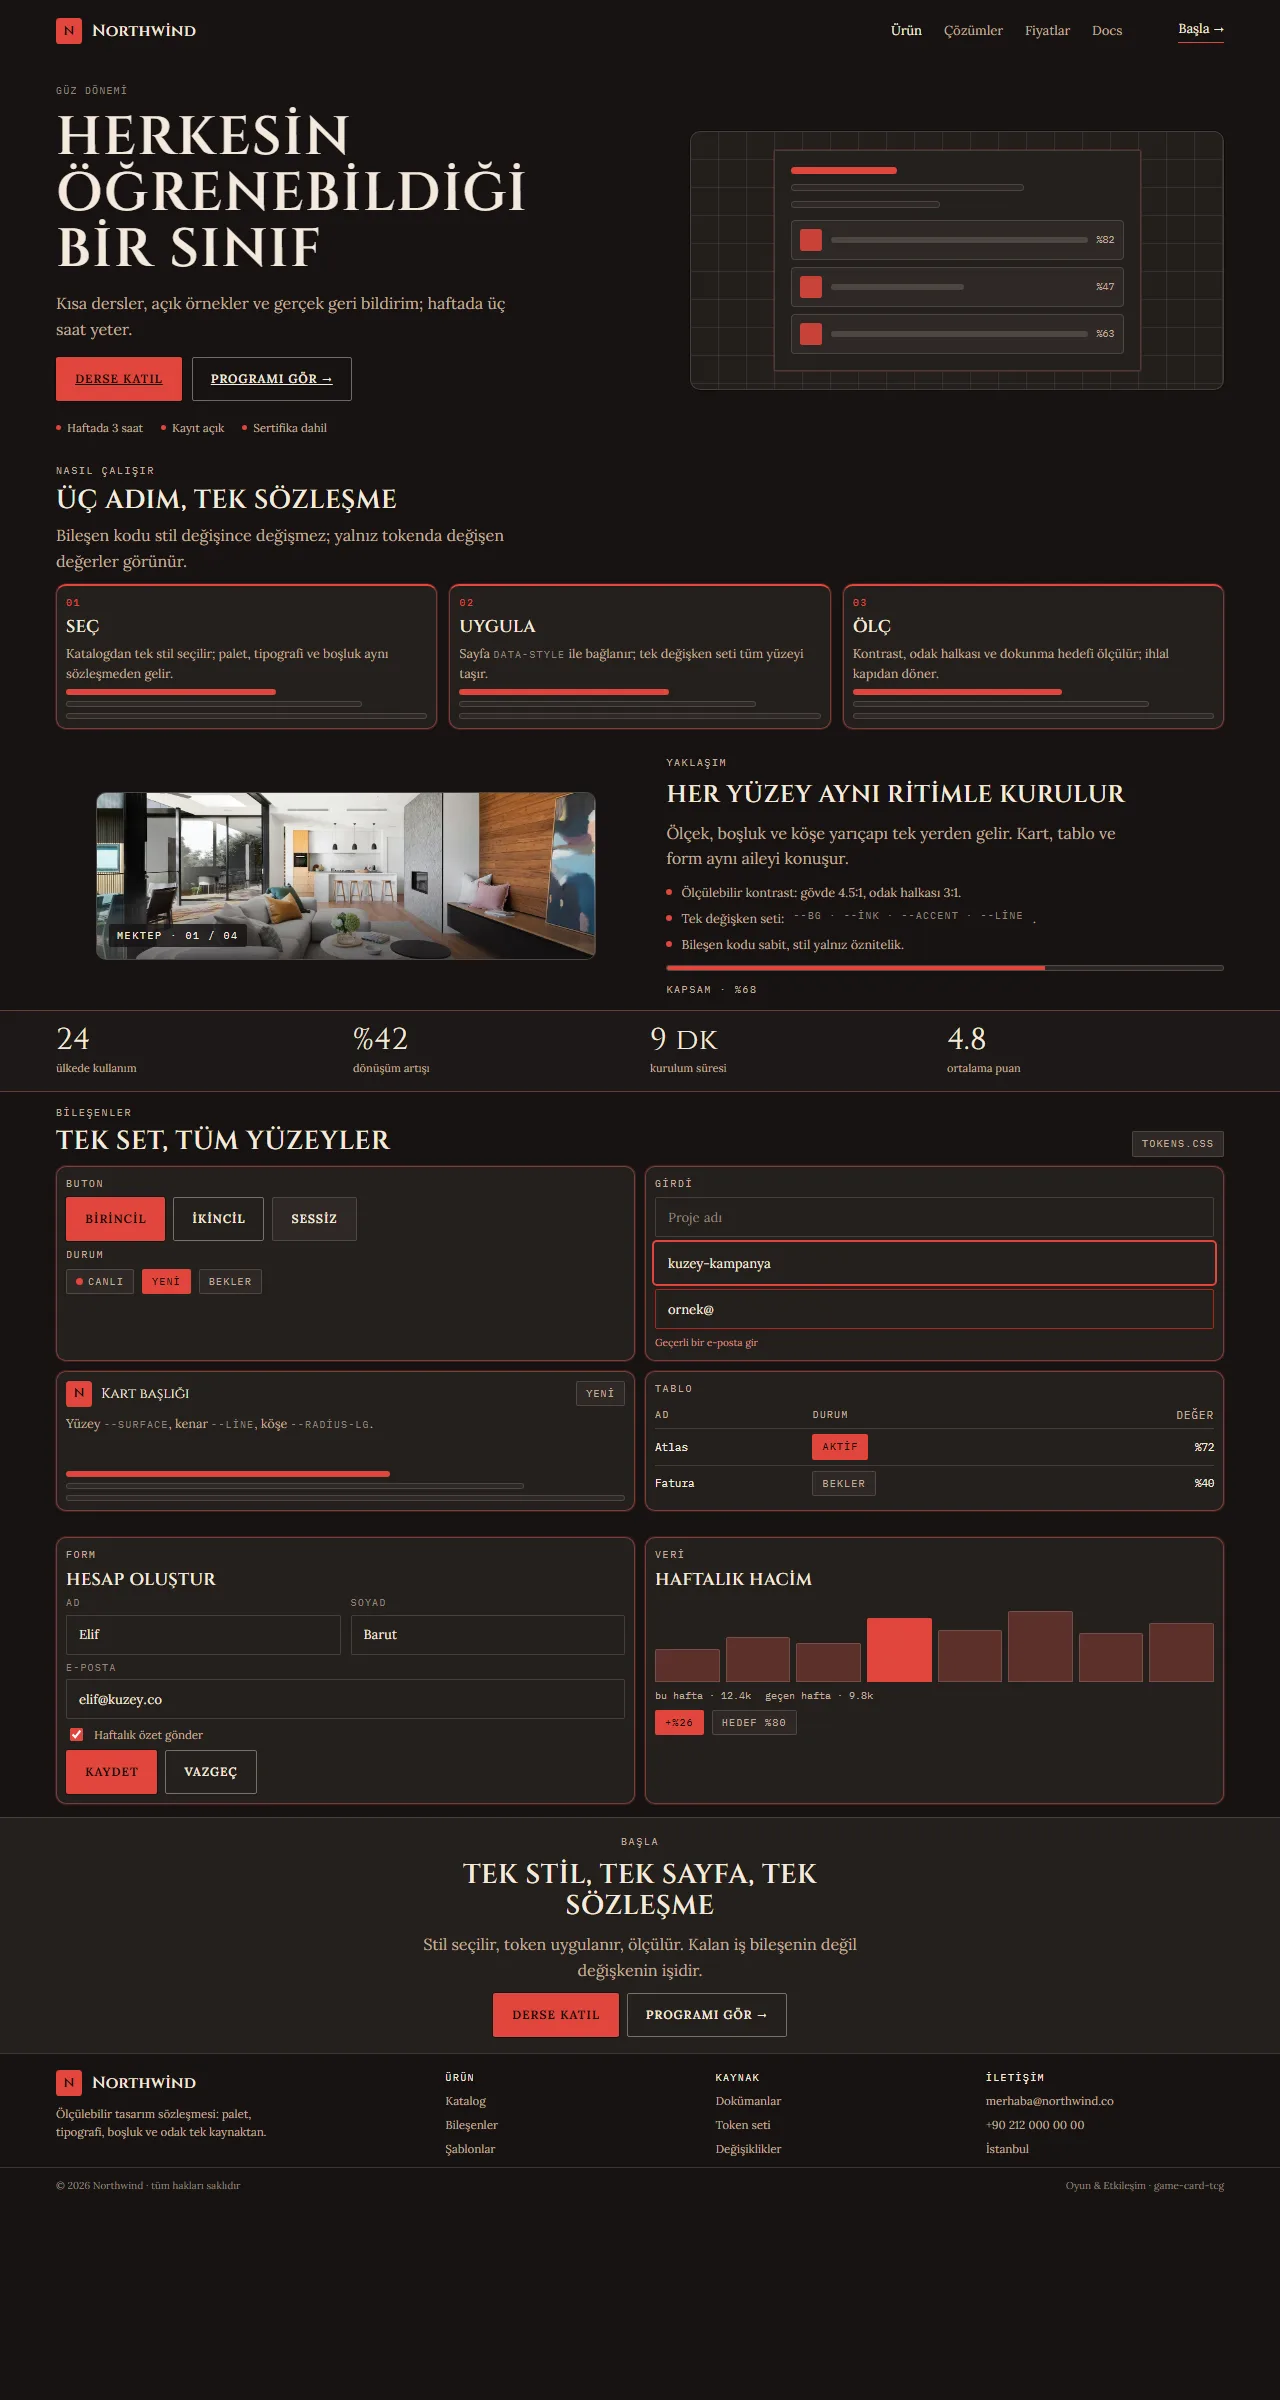 N Northwİnd
Ürün Çözümler Fiyatlar Docs Başla →
GÜZ DÖNEMİ
HERKESİN
ÖĞRENEBİLDİĞİ
BİR SINIF
Kısa dersler, açık örnekler ve gerçek geri bildirim; haftada üç
saat yeter.
DERSE KATIL PROGRAMI GÖR →
Haftada 3 saat Kayıt açık Sertifika dahil
%82
%47
%63
NASIL ÇALIŞIR
ÜÇ ADIM, TEK SÖZLEŞME
Bileşen kodu stil değişince değişmez; yalnız tokenda değişen
değerler görünür.
01
SEÇ
Katalogdan tek stil seçilir; palet, tipografi ve boşluk aynı
sözleşmeden gelir.
02
UYGULA
Sayfa DATA-STYLE ile bağlanır; tek değişken seti tüm yüzeyi
taşır.
03
ÖLÇ
Kontrast, odak halkası ve dokunma hedefi ölçülür; ihlal
kapıdan döner.
MEKTEP · 01 / 04
YAKLAŞIM
HER YÜZEY AYNI RİTİMLE KURULUR
Ölçek, boşluk ve köşe yarıçapı tek yerden gelir. Kart, tablo ve
form aynı aileyi konuşur.
Ölçülebilir kontrast: gövde 4.5:1, odak halkası 3:1.
Tek değişken seti: --BG · --İNK · --ACCENT · --LİNE .
Bileşen kodu sabit, stil yalnız öznitelik.
KAPSAM · %68
24
ülkede kullanım
%42
dönüşüm artışı
9 DK
kurulum süresi
4.8
ortalama puan
BİLEŞENLER
TEK SET, TÜM YÜZEYLER
TOKENS.CSS
BUTON
BİRİNCİL İKİNCİL SESSİZ
DURUM
CANLI YENİ BEKLER
GİRDİ
Proje adı
kuzey-kampanya
ornek@
Geçerli bir e-posta gir
N Kart başlığı YENİ
Yüzey --SURFACE, kenar --LİNE, köşe --RADİUS-LG.
TABLO
AD DURUM DEĞER
Atlas AKTİF %72
Fatura BEKLER %40
FORM
HESAP OLUŞTUR
AD SOYAD
Elif Barut
E-POSTA
elif@kuzey.co
Haftalık özet gönder
KAYDET VAZGEÇ
VERİ
HAFTALIK HACİM
bu hafta · 12.4k geçen hafta · 9.8k
+%26 HEDEF %80
BAŞLA
TEK STİL, TEK SAYFA, TEK
SÖZLEŞME
Stil seçilir, token uygulanır, ölçülür. Kalan iş bileşenin değil
değişkenin işidir.
DERSE KATIL PROGRAMI GÖR →
N Northwİnd
Ölçülebilir tasarım sözleşmesi: palet,
tipografi, boşluk ve odak tek kaynaktan.
ÜRÜN
Katalog
Bileşenler
Şablonlar
KAYNAK
Dokümanlar
Token seti
Değişiklikler
İLETİŞİM
merhaba@northwind.co
+90 212 000 00 00
İstanbul
© 2026 Northwind · tüm hakları saklıdır
Oyun & Etkileşim · game-card-tcg